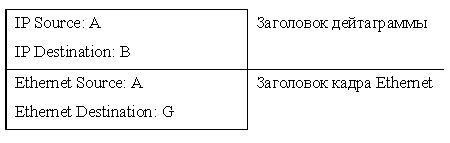 IP Source: A
Заголовок дейтаграммы
IP Destination: B
Ethernet Source: A
Заголовок кадра Ethernet
Ethernet Destination: G